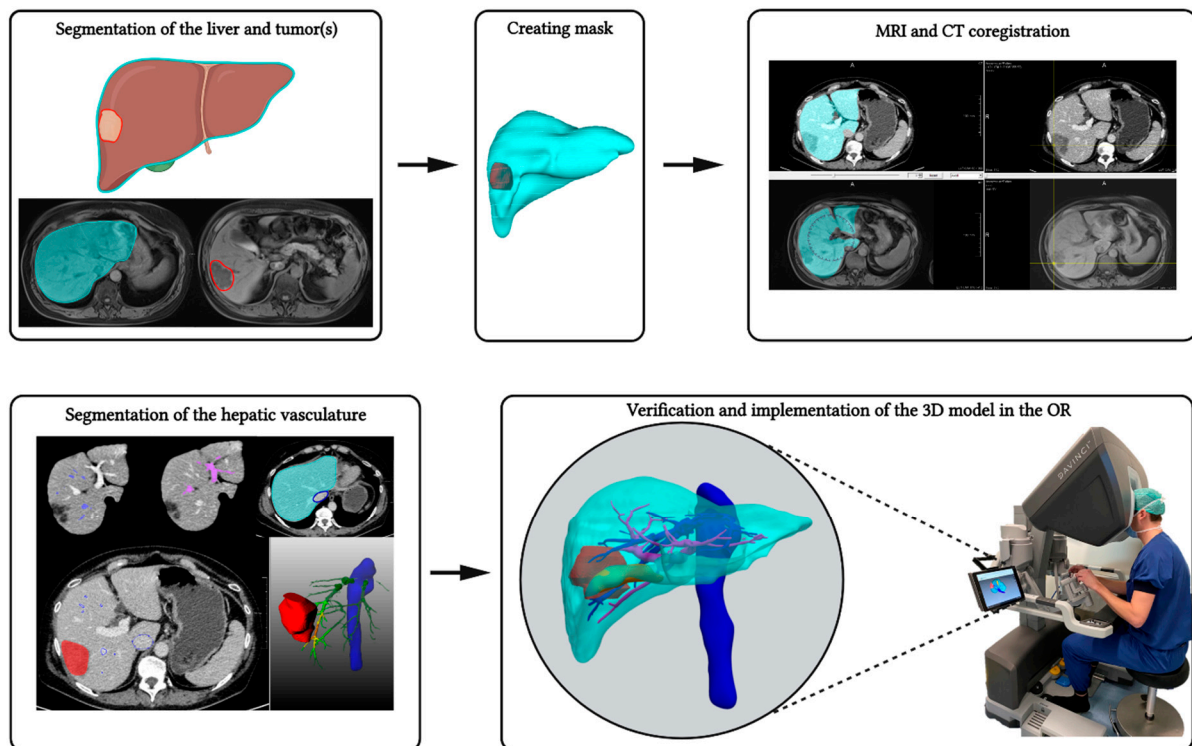 Segmentation of the liver and tumor(s)
Creating mask
MRI and CT coregistration
A
A
R
A
A
R
Segmentation of the hepatic vasculature
Verification and implementation of the 3D model in the OR
DAVINCI